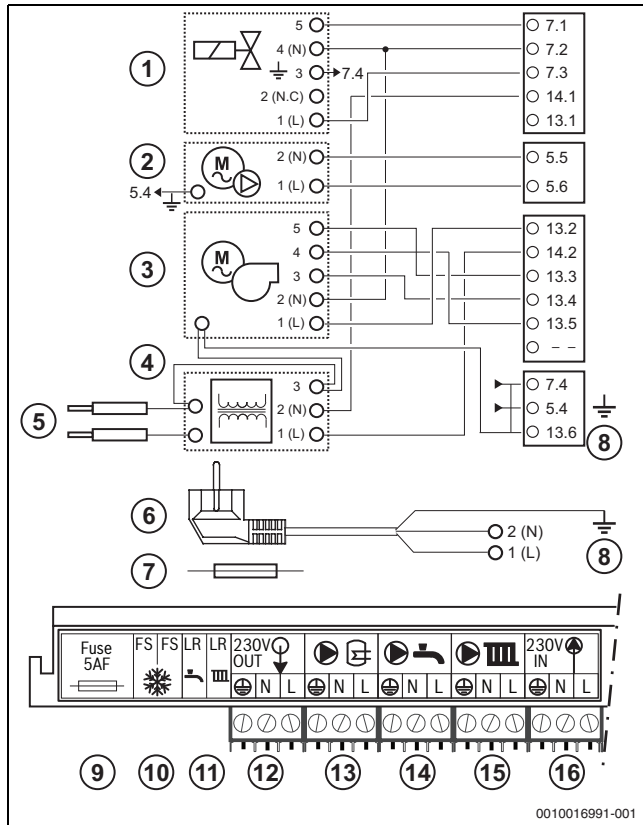 5 7.1
4 (N) 7.2
1 3 7.4 7.3
2 (N.C) 14.1
1 (L) 13.1
2 M 2 (N) 5.5
5.4 1 (L) 5.6
5 13.2
4 14.2
3 M 3 13.3
2 (N) 13.4
1 (L) 13.5
– –
4
3 7.4
5 2 (N) 5.4
1 (L) 13.6 8
6 2 (N)
1 (L) 8
7
Fuse 5AF FS FS LR LR 230V OUT 230V IN
N L N L N L N L N L
9 10 11 12 13 14 15 16
0010016991-001